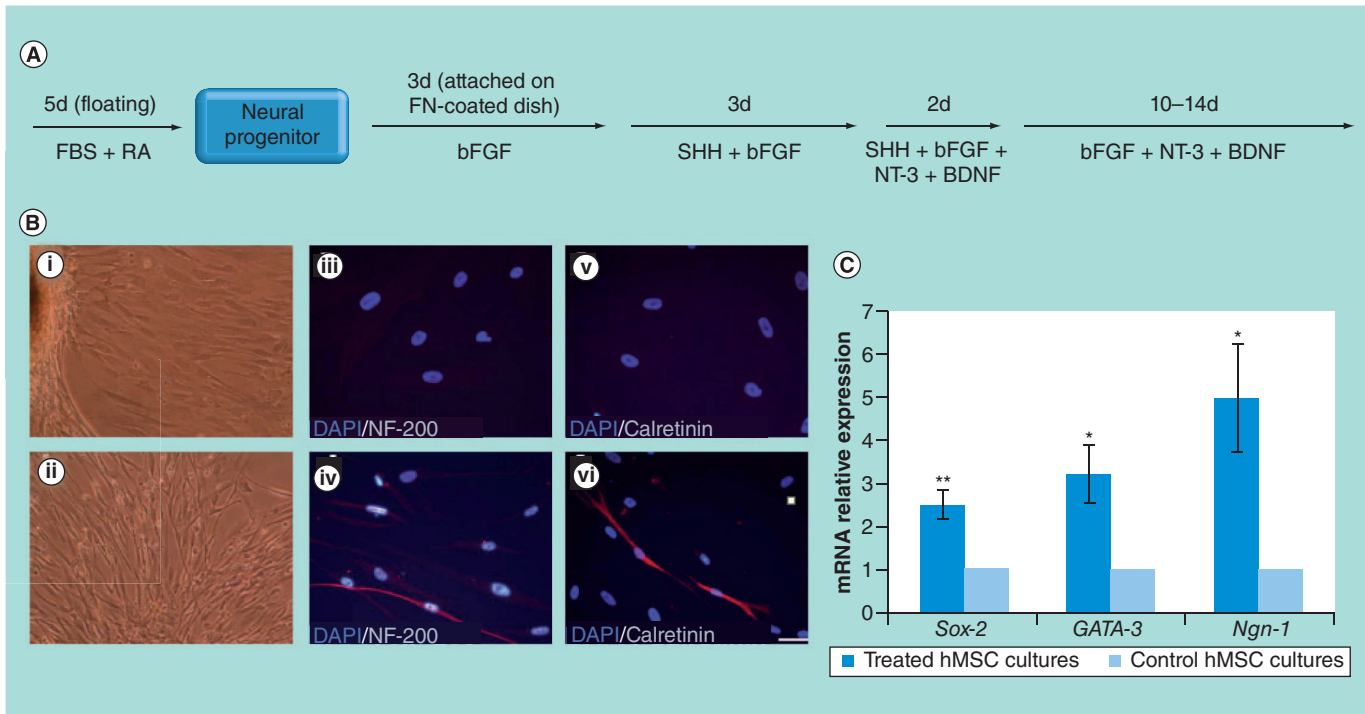 A
5d (floating)
FBS + RA
Neural
progenitor
3d (attached on
FN-coated dish)
bFGF
3d
SHH + bFGF
2d
SHH + bFGF +
NT-3 + BDNF
10–14d
bFGF + NT-3 + BDNF
B
i
iii
DAPI/NF-200
v
DAPI/Calretinin
ii
iv
DAPI/NF-200
vi
DAPI/Calretinin
C
mRNA relative expression
7
6
5
4
3
2
1
0
**
*
*
Sox-2
GATA-3
Ngn-1
Treated hMSC cultures
Control hMSC cultures